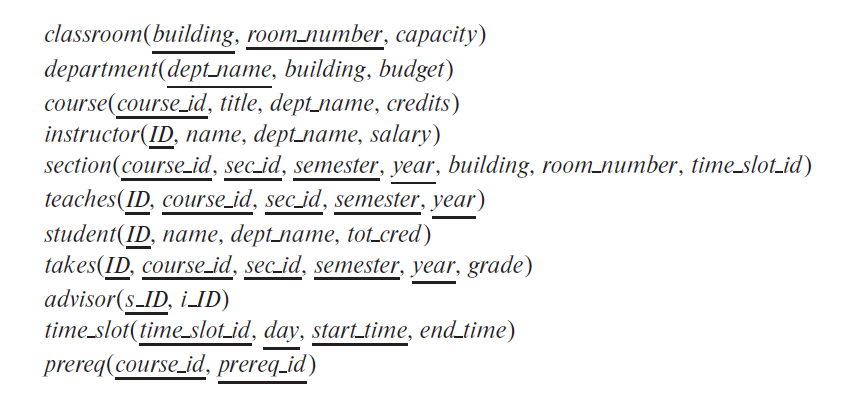 classroom(building, room_number, capacity)
department(dept_name, building, budget)
course(course_id, title, dept_name, credits)
instructor(ID, name, dept_name, salary)
section(course_id, sec_id, semester, year, building, room_number, time_slot_id)
teaches(ID, course_id, sec_id, semester, year)
student(ID, name, dept_name, tot_cred)
takes(ID, course_id, sec_id, semester, year, grade)
advisor(s_ID, i_ID)
time_slot(time_slot_id, day, start_time, end_time)
prereq(course_id, prereq_id)